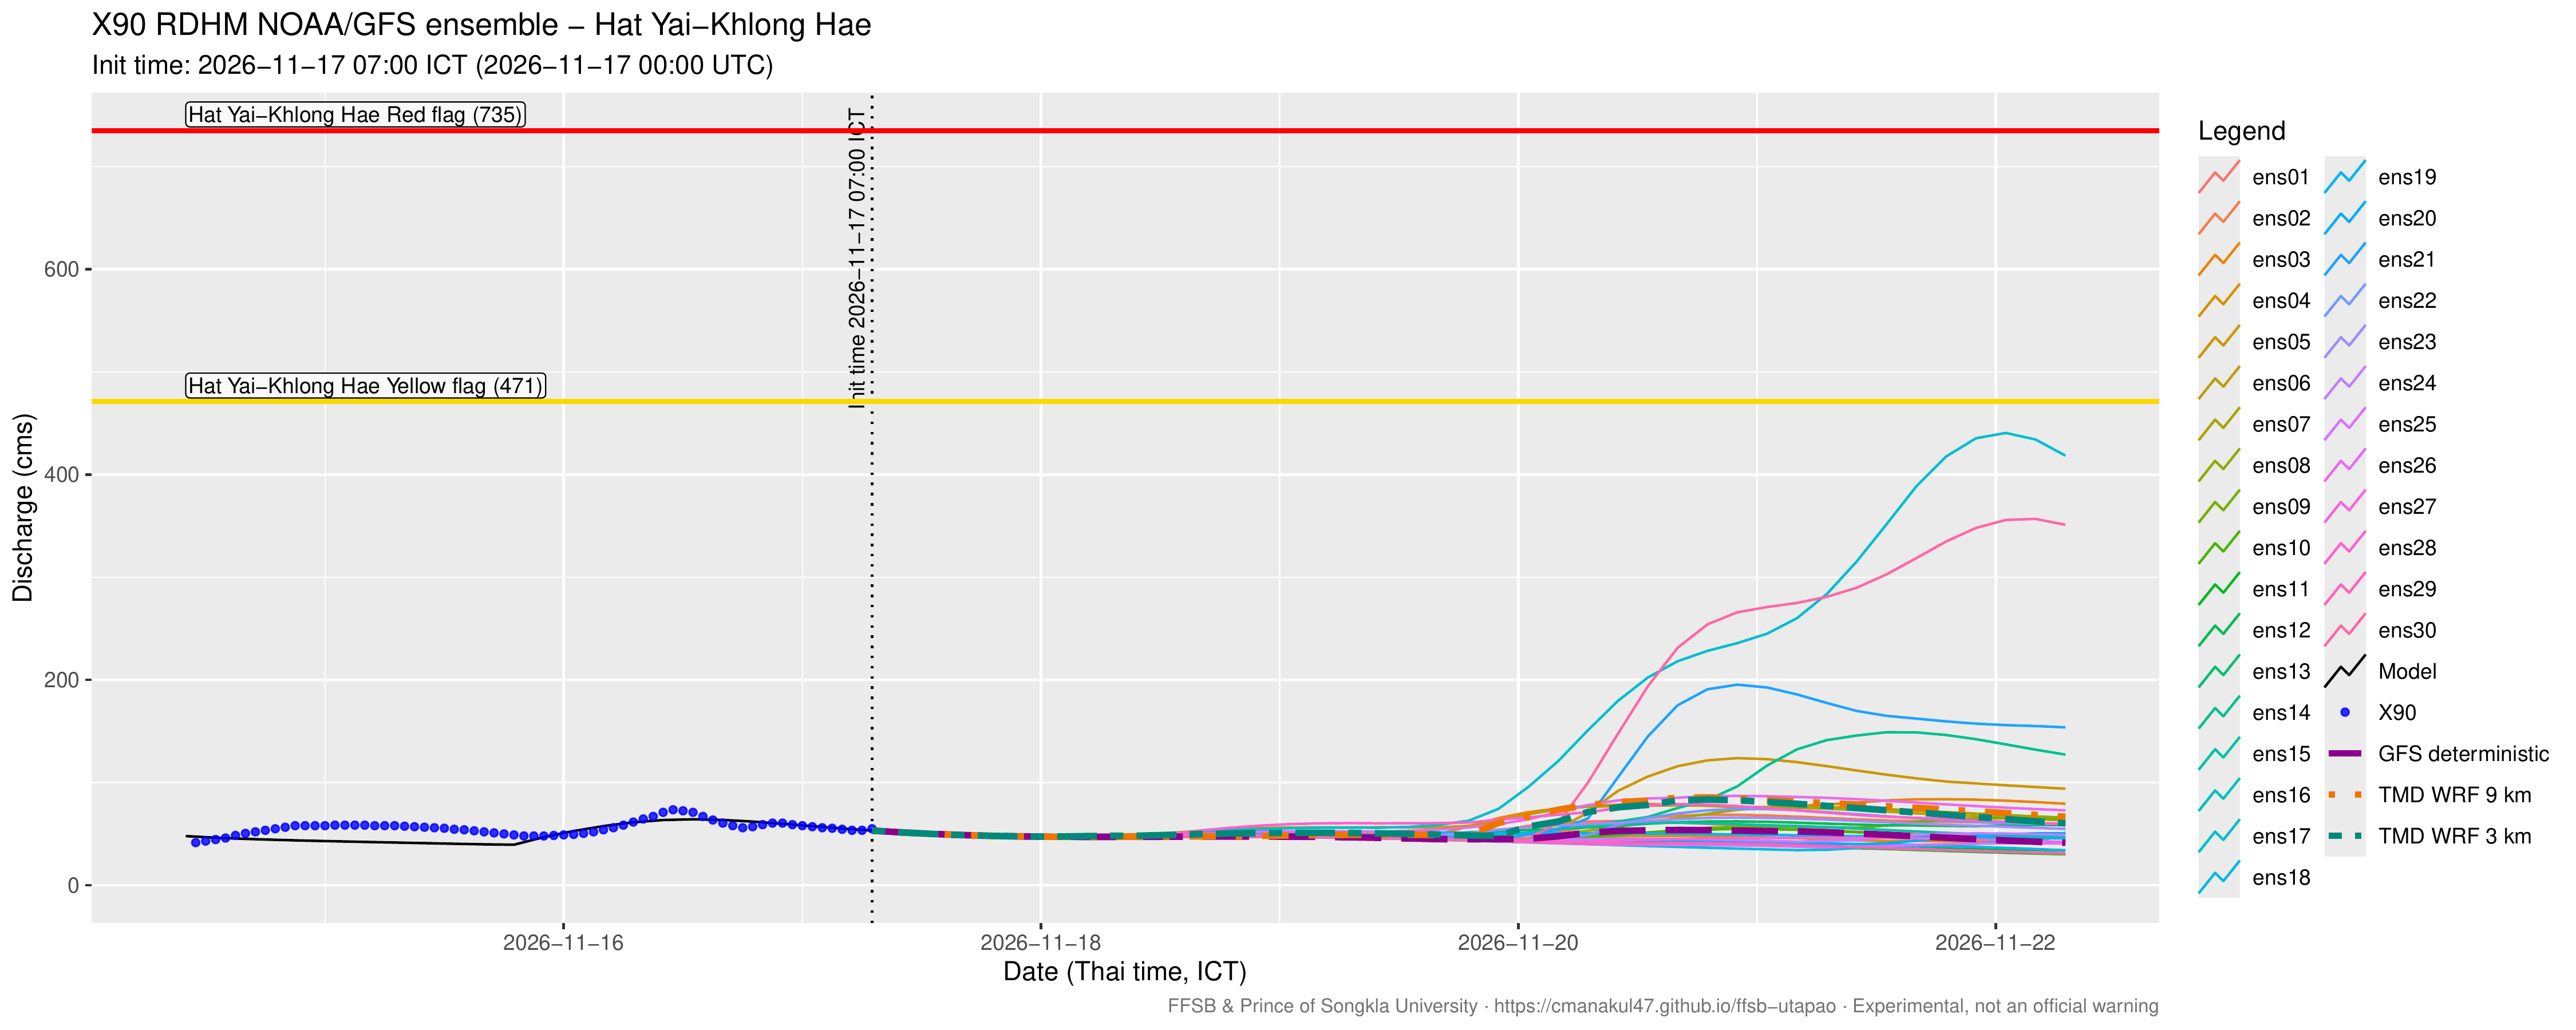 X90 RDHM NOAA/GFS ensemble – Hat Yai–Khlong Hae
Init time: 2026–11–17 07:00 ICT (2026–11–17 00:00 UTC)
Hat Yai–Khlong Hae Red flag (735)
Hat Yai–Khlong Hae Yellow flag (471)
Init time 2026–11–17 07:00 ICT
Discharge (cms)
600
400
200
0
2026–11–16
2026–11–18
2026–11–20
2026–11–22
Date (Thai time, ICT)
Legend
ens01
ens02
ens03
ens04
ens05
ens06
ens07
ens08
ens09
ens10
ens11
ens12
ens13
ens14
ens15
ens16
ens17
ens18
ens19
ens20
ens21
ens22
ens23
ens24
ens25
ens26
ens27
ens28
ens29
ens30
Model
X90
GFS deterministic
TMD WRF 9 km
TMD WRF 3 km
FFSB & Prince of Songkla University · https://cmanakul47.github.io/ffsb–utapao · Experimental, not an official warning